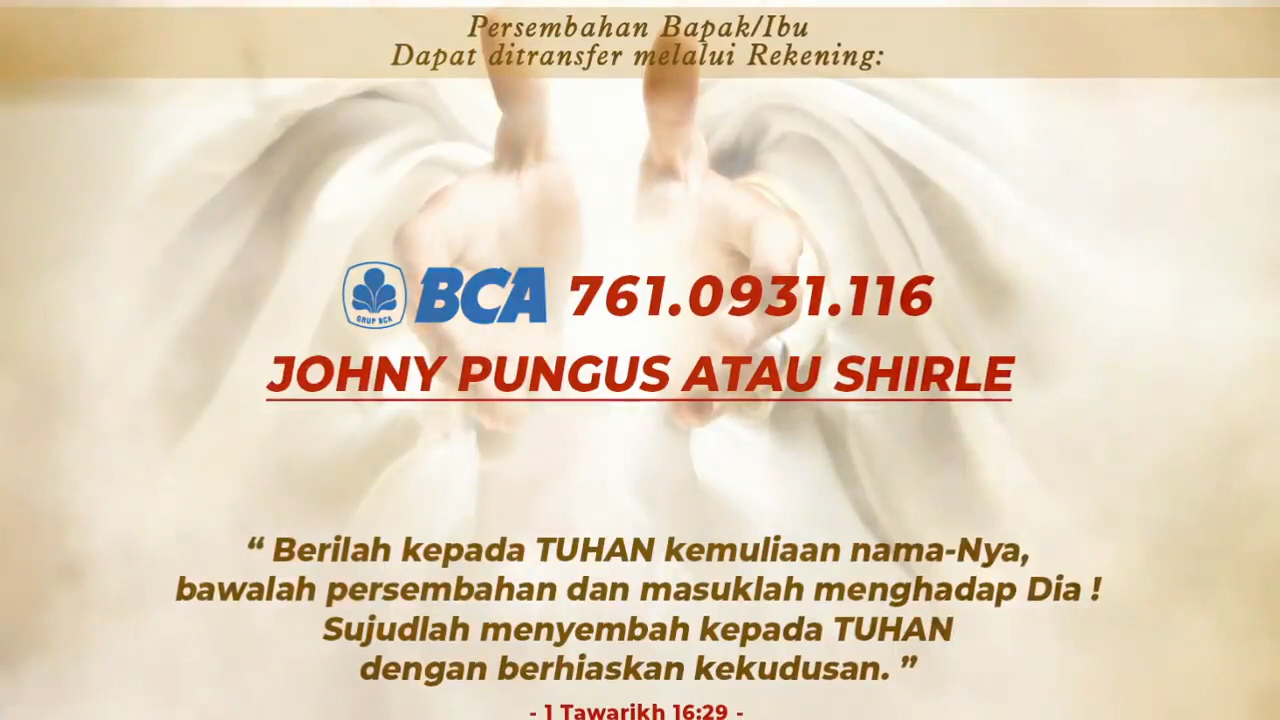 Persembahan Bapak/Ibu
Dapat ditransfer melalui Rekening:
GRUP BCA
BCA 761.0931.116
JOHNY PUNGUS ATAU SHIRLE
“ Berilah kepada TUHAN kemuliaan nama-Nya,
bawalah persembahan dan masuklah menghadap Dia !
Sujudlah menyembah kepada TUHAN
dengan berhiaskan kekudusan. ”
- 1 Tawarikh 16:29 -